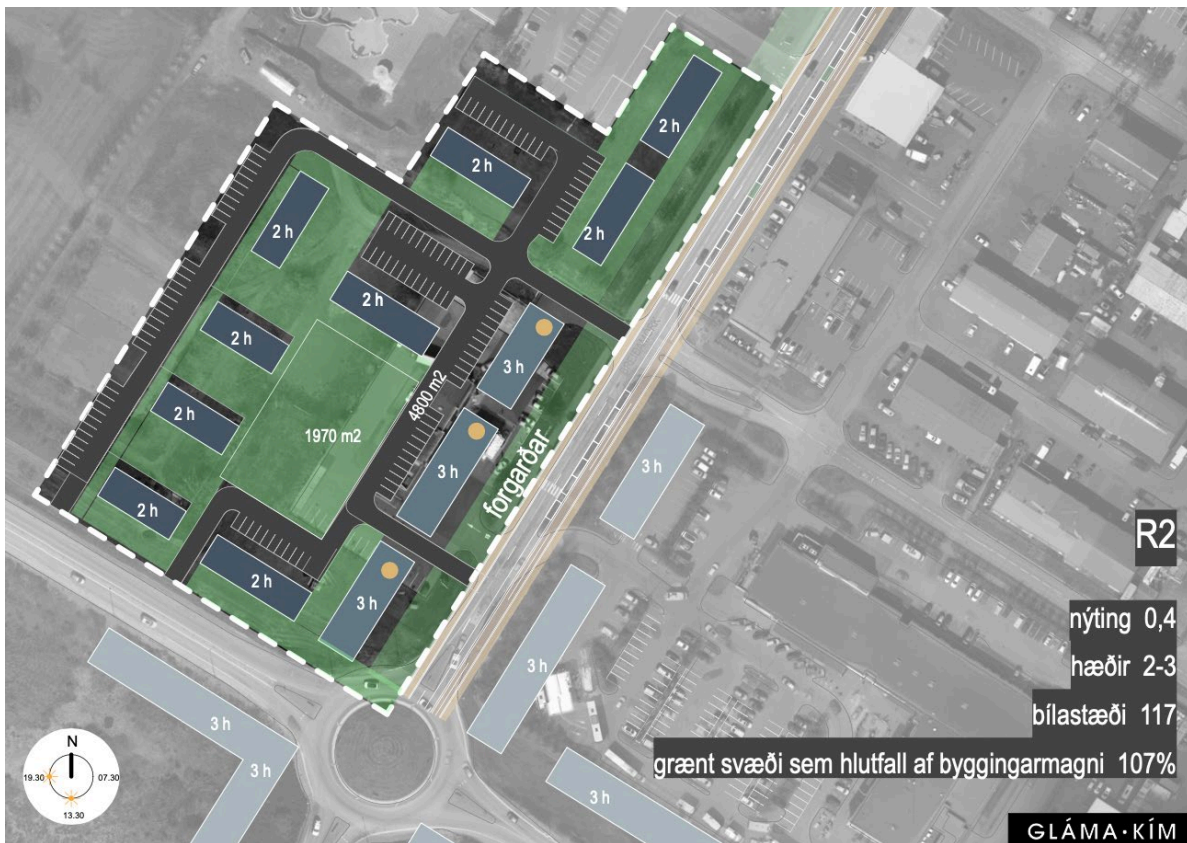 2 h
2 h
2 h
2 h
2 h
2 h
3 h
2 h
4800 m2
1970 m2
3 h
forgarðar
3 h
2 h
2 h
3 h
3 h
3 h
3 h
3 h
R2
nýting 0,4
hæðir 2-3
bílastæði 117
grænt svæði sem hlutfall af byggingarmagni 107%
N
19.30
07.30
13.30
GLÁMA·KÍM